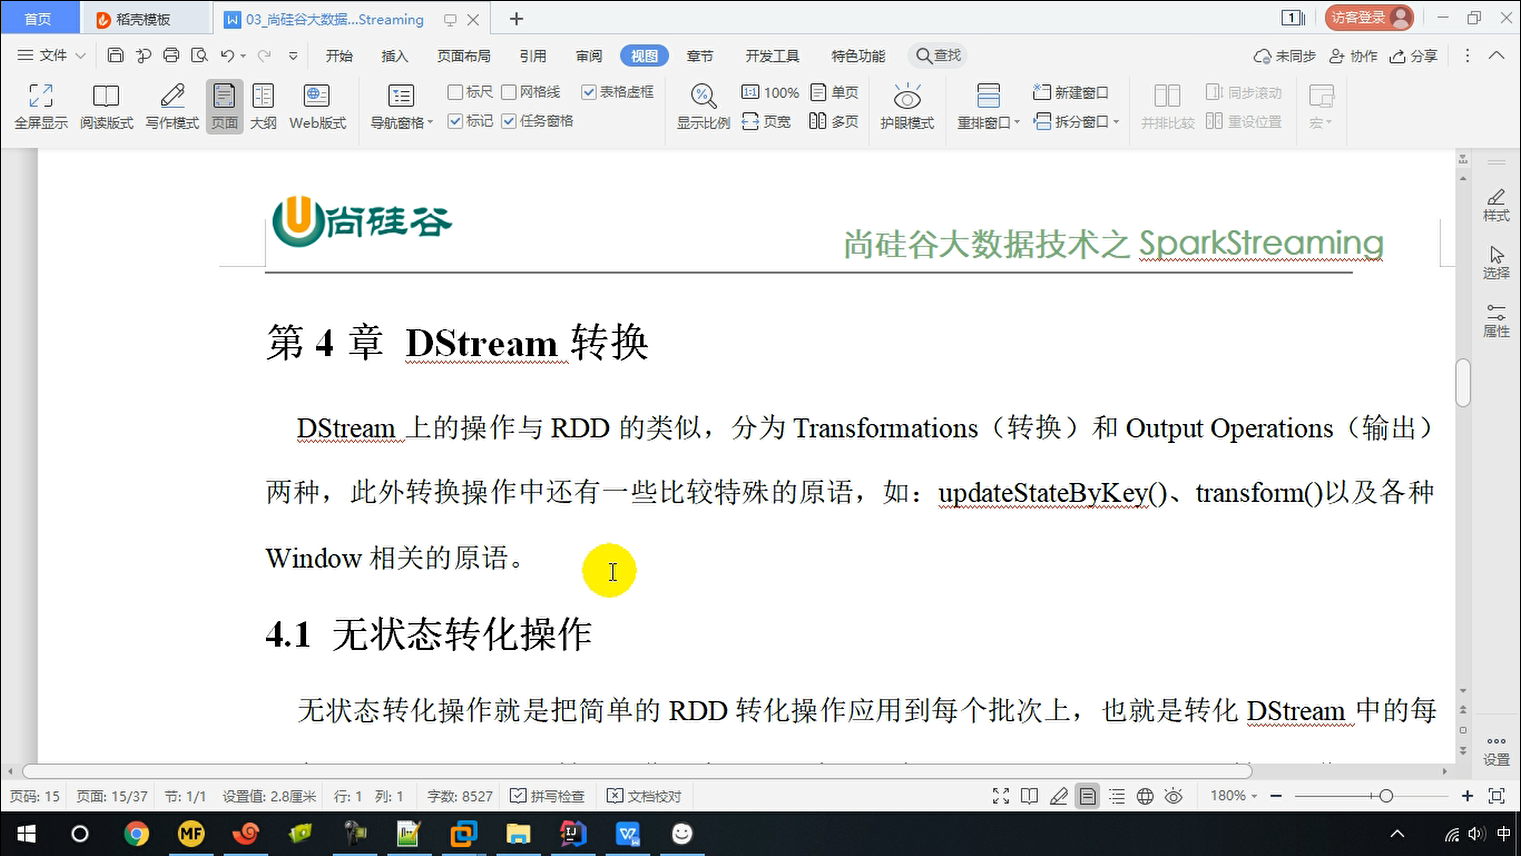 首页
稻壳模板
03_尚硅谷大数据...Streaming
访客登录
文件
开始
插入
页面布局
引用
审阅
视图
章节
开发工具
特色功能
查找
未同步
协作
分享
全屏显示
阅读版式
写作模式
页面
大纲
Web版式
导航窗格
标尺
网格线
表格虚框
标记
任务窗格
显示比例
100%
页宽
单页
多页
护眼模式
重排窗口
新建窗口
拆分窗口
并排比较
同步滚动
重设位置
宏
尚硅谷
尚硅谷大数据技术之 SparkStreaming
第 4 章 DStream 转换
DStream 上的操作与 RDD 的类似，分为 Transformations（转换）和 Output Operations（输出）
两种，此外转换操作中还有一些比较特殊的原语，如：updateStateByKey()、transform()以及各种
Window 相关的原语。
4.1 无状态转化操作
无状态转化操作就是把简单的 RDD 转化操作应用到每个批次上，也就是转化 DStream 中的每
样式
选择
属性
设置
页码: 15
页面: 15/37
节: 1/1
设置值: 2.8厘米
行: 1
列: 1
字数: 8527
拼写检查
文档校对
180%
MF
中